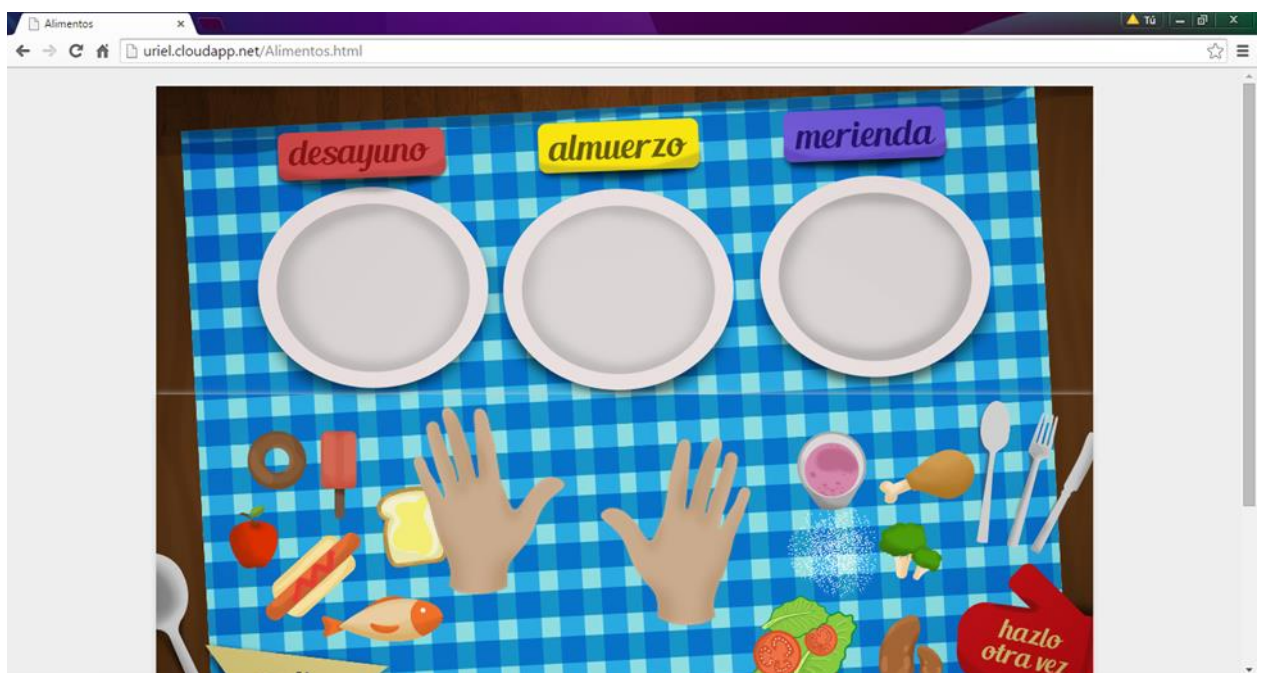 Alimentos
Tú
uriel.cloudapp.net/Alimentos.html
desayuno
almuerzo
merienda
hazlo
otra vez